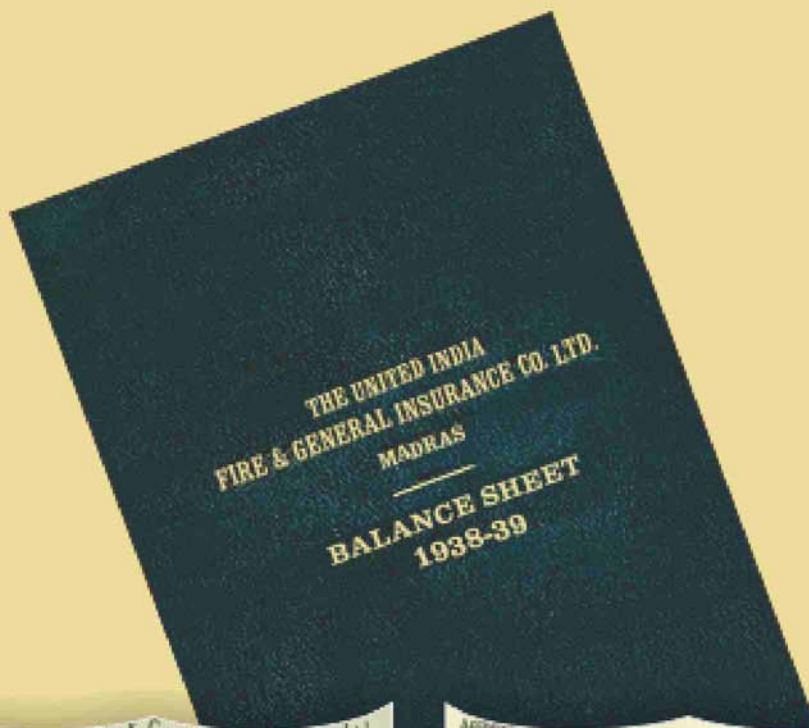 THE UNITED INDIA
FIRE & GENERAL INSURANCE CO. LTD.
MADRAS
BALANCE SHEET
1938-39